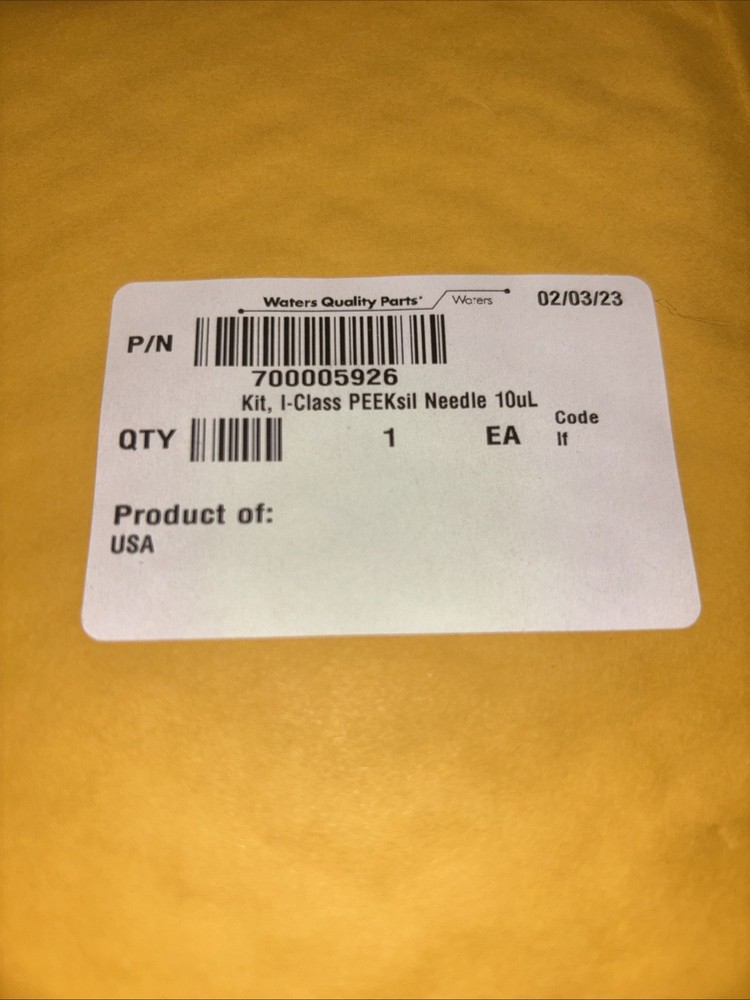 Waters Quality Parts® Waters 02/03/23
P/N
700005926
Kit, I-Class PEEKsil Needle 10uL
QTY 1 EA Code
If
Product of:
USA